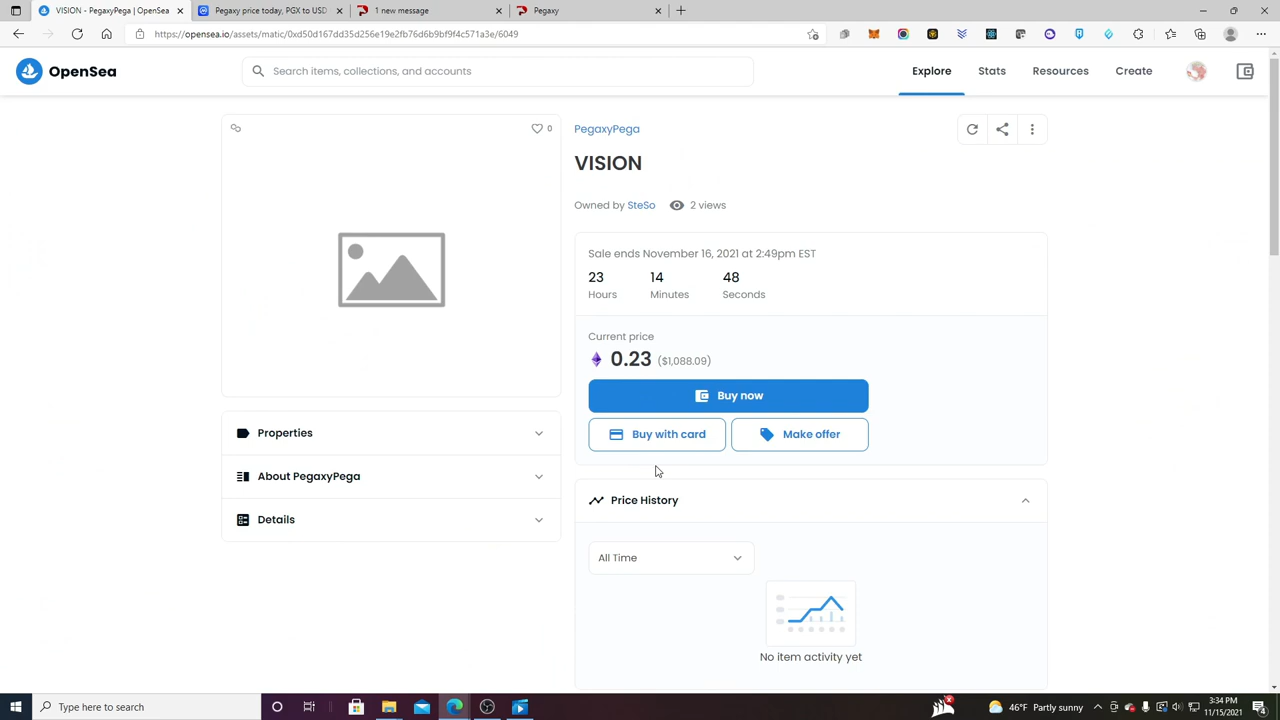 VISION - PegaxyPega | OpenSea
Pegaxy price today, PGX to USD
1 new message
Pegaxy
https://opensea.io/assets/matic/0xd50d167dd35d256e19e2fb76d6b9bf9f4c571a3e/6049
OpenSea
Search items, collections, and accounts
Explore
Stats
Resources
Create
0
PegaxyPega
VISION
Owned by SteSo
2 views
Sale ends November 16, 2021 at 2:49pm EST
23 14 48
Hours Minutes Seconds
Current price
0.23 ($1,088.09)
Buy now
Buy with card
Make offer
Properties
About PegaxyPega
Details
Price History
All Time
No item activity yet
Type here to search
46°F Partly sunny
3:34 PM
11/15/2021
4